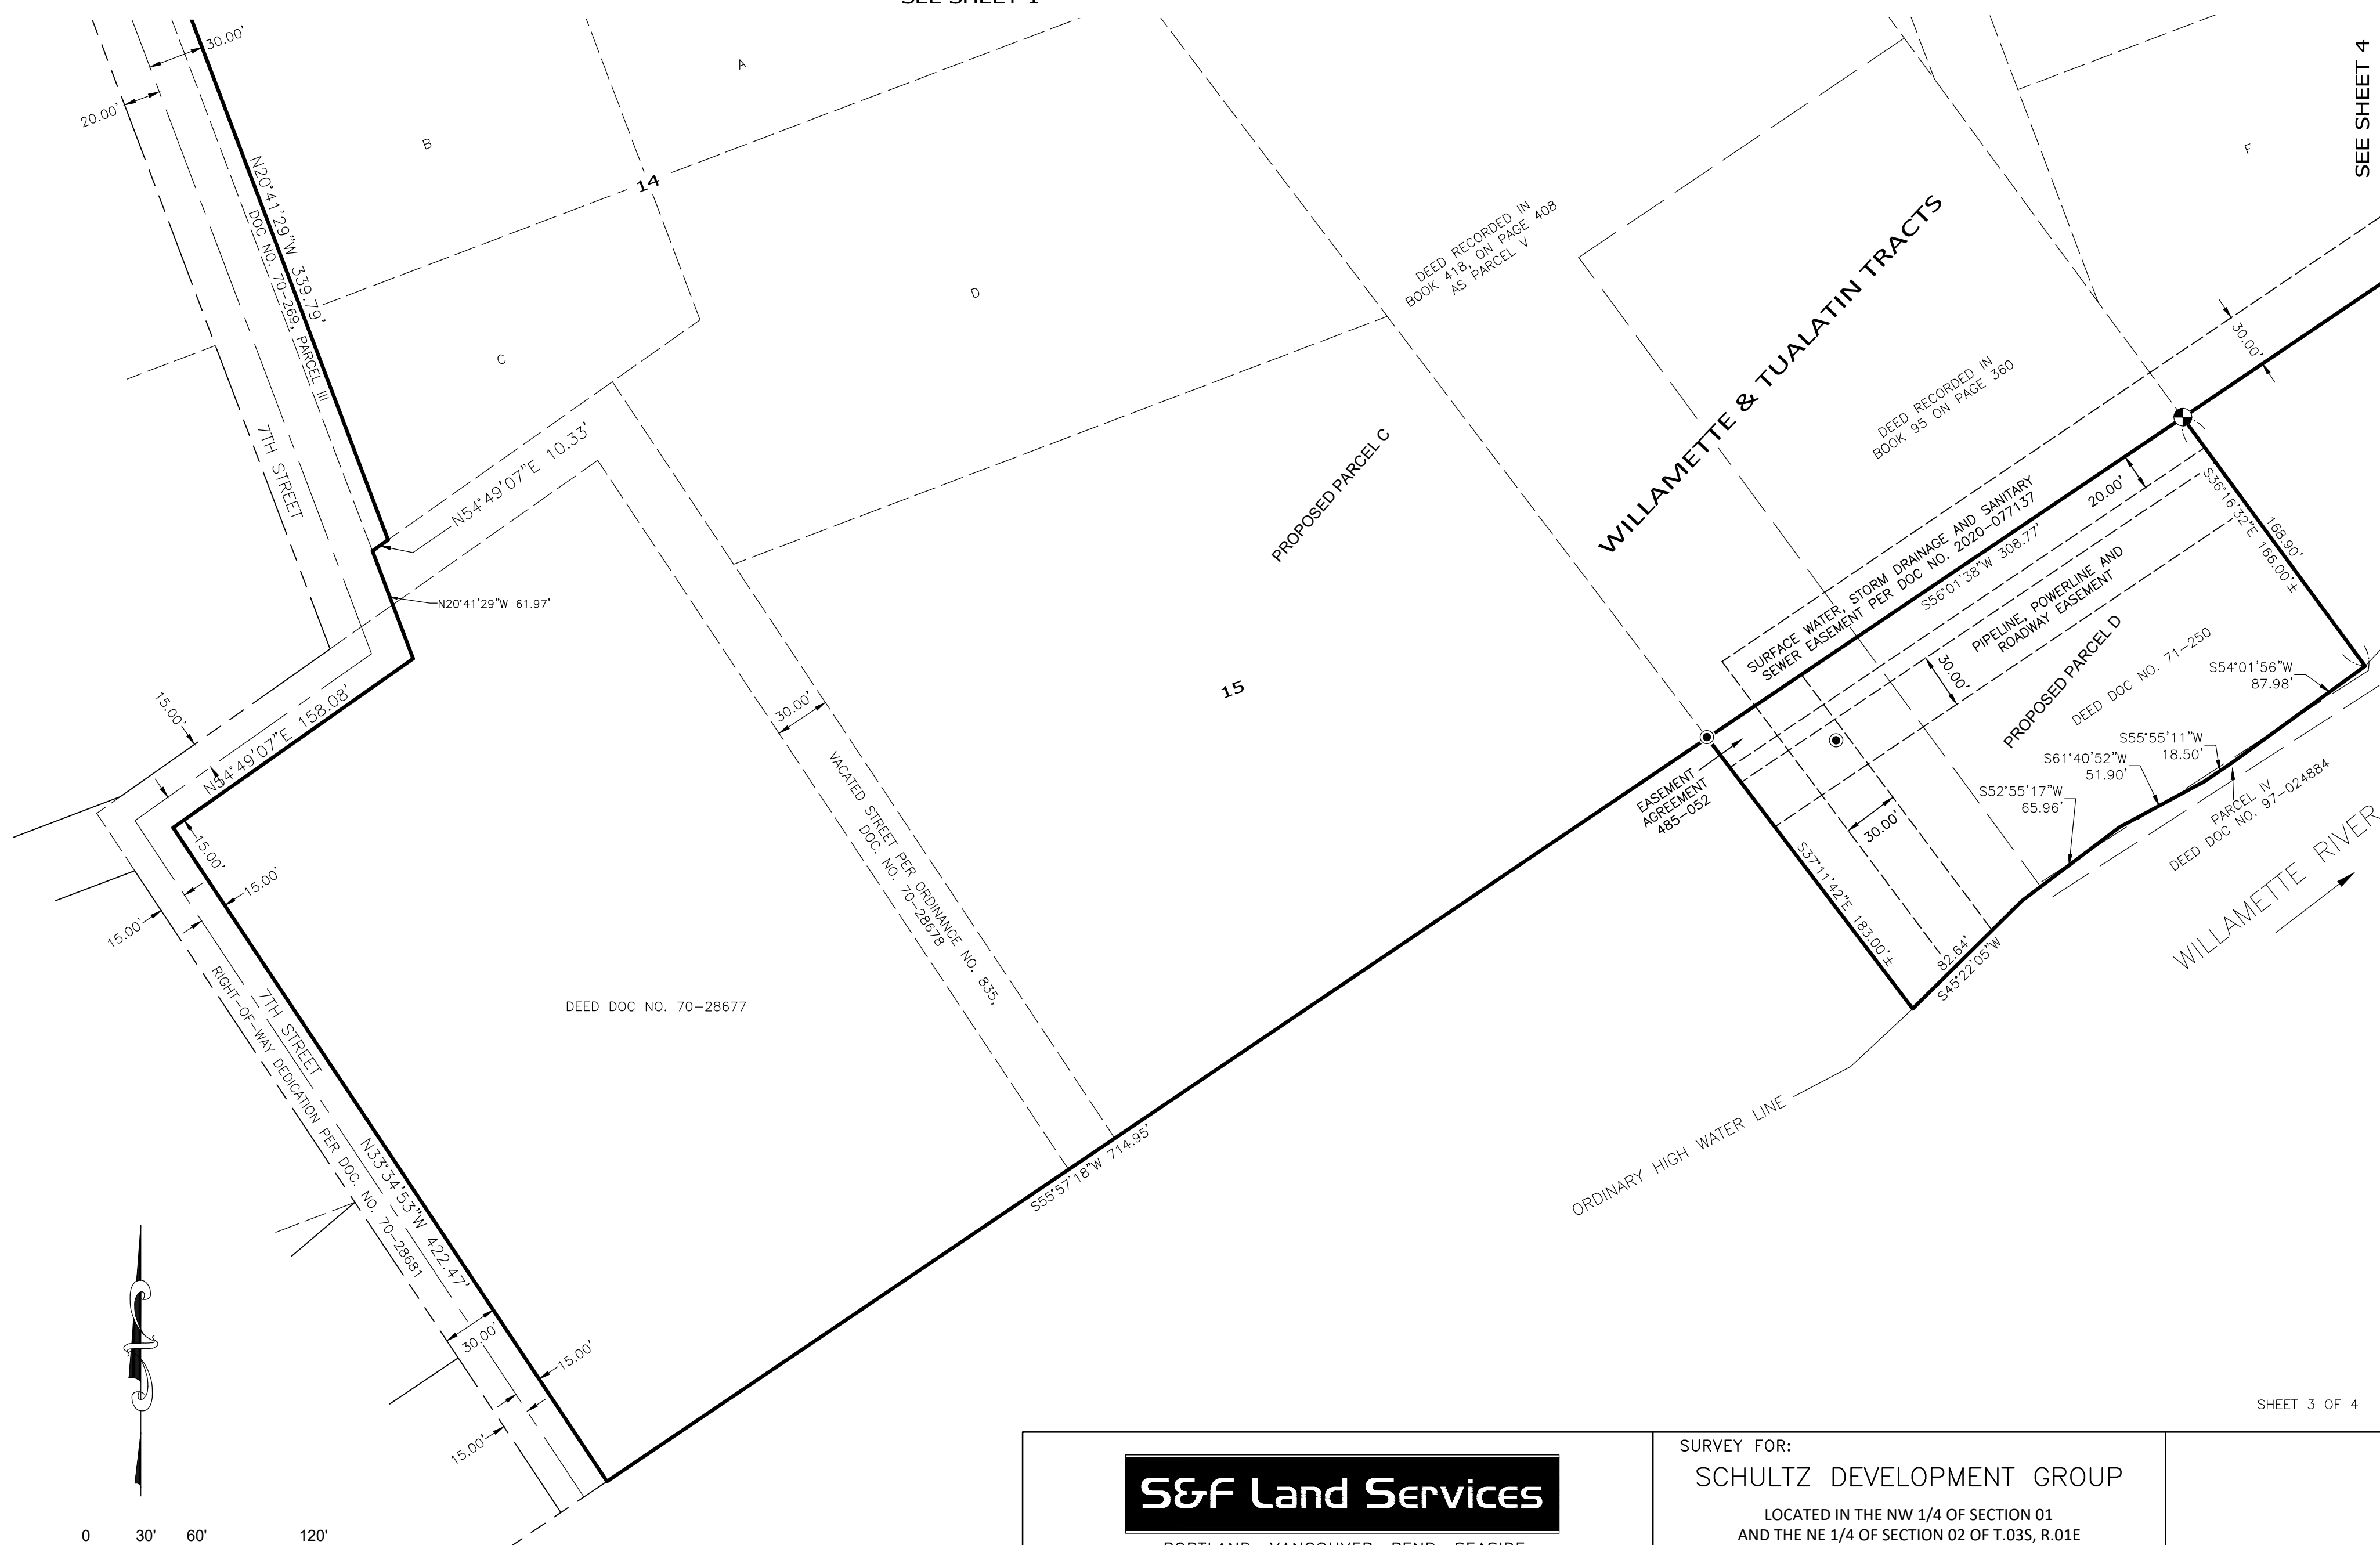 SEE SHEET 1
SEE SHEET 4
30.00'
20.00'
N20°41'29"W 339.79'
DOC NO. 70-269, PARCEL III
7TH STREET
A
B
14
C
D
F
DEED RECORDED IN
BOOK 418, ON PAGE 408
AS PARCEL V
WILLAMETTE & TUALATIN TRACTS
DEED RECORDED IN
BOOK 95 ON PAGE 360
30.00'
N54°49'07"E 10.33'
N20°41'29"W 61.97'
PROPOSED PARCEL C
15
SURFACE WATER, STORM DRAINAGE AND SANITARY
SEWER EASEMENT PER DOC NO. 2020-077137
S56°01'38"W 308.77'
20.00'
PIPELINE, POWERLINE AND
ROADWAY EASEMENT
30.00'
168.90'
S36°16'32"E 166.00'±
PROPOSED PARCEL D
DEED DOC NO. 71-250
S54°01'56"W
87.98'
S55°55'11"W
18.50'
S61°40'52"W
51.90'
S52°55'17"W
65.96'
PARCEL IV
DEED DOC NO. 97-024884
WILLAMETTE RIVER
EASEMENT
AGREEMENT
485-052
30.00'
S37°11'42"E 183.00'±
82.64'
S45°22'05"W
ORDINARY HIGH WATER LINE
15.00'
N54°49'07"E 158.08'
15.00'
15.00'
15.00'
30.00'
VACATED STREET PER ORDINANCE NO. 835,
DOC. NO. 70-28678
DEED DOC NO. 70-28677
7TH STREET
RIGHT-OF-WAY DEDICATION PER DOC. NO. 70-28681
N33°34'53"W 422.47'
S55°57'18"W 714.95'
30.00'
15.00'
15.00'
0 30' 60' 120'
SHEET 3 OF 4
S&F Land Services
PORTLAND VANCOUVER BEND SEASIDE
SURVEY FOR:
SCHULTZ DEVELOPMENT GROUP
LOCATED IN THE NW 1/4 OF SECTION 01
AND THE NE 1/4 OF SECTION 02 OF T.03S, R.01E